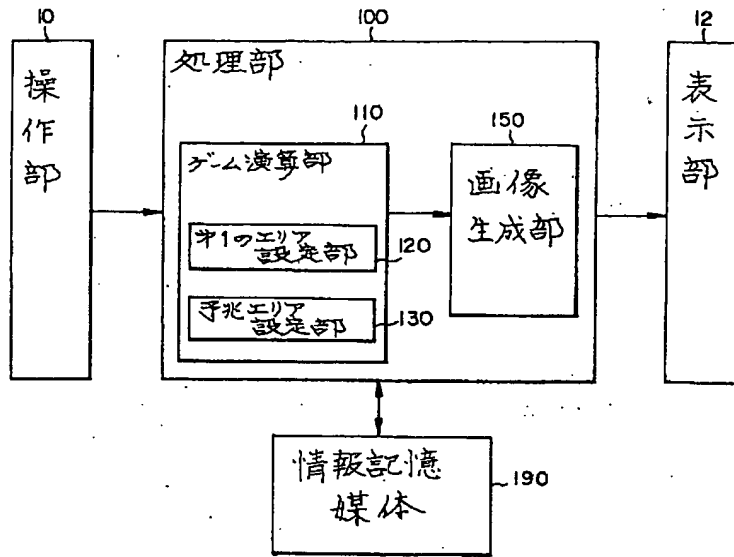 10
操作部
100
処理部
110
ゲーム演算部
才1のエリア
設定部
120
予兆エリア
設定部
130
150
画像
生成部
12
表示部
情報記憶
媒体
190